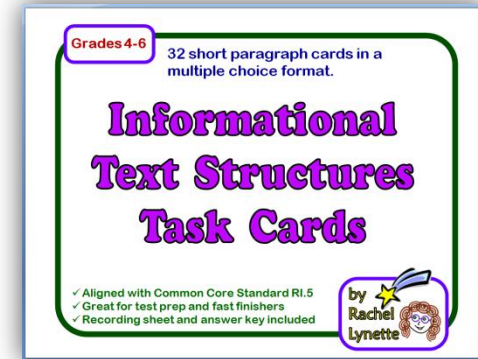 Grades 4-6
32 short paragraph cards in a
multiple choice format.
Informational
Text Structures
Task Cards
✓ Aligned with Common Core Standard RI.5
✓ Great for test prep and fast finishers
✓ Recording sheet and answer key included
by
Rachel
Lynette